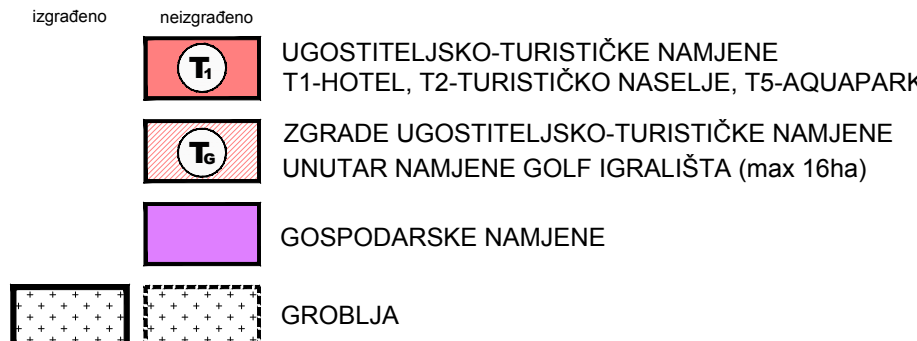 izgrađeno neizgrađeno
T1 UGOSTITELJSKO-TURISTIČKE NAMJENE
T1-HOTEL, T2-TURISTIČKO NASELJE, T5-AQUAPARK
TG ZGRADE UGOSTITELJSKO-TURISTIČKE NAMJENE
UNUTAR NAMJENE GOLF IGRALIŠTA (max 16ha)
GOSPODARSKE NAMJENE
GROBLJA